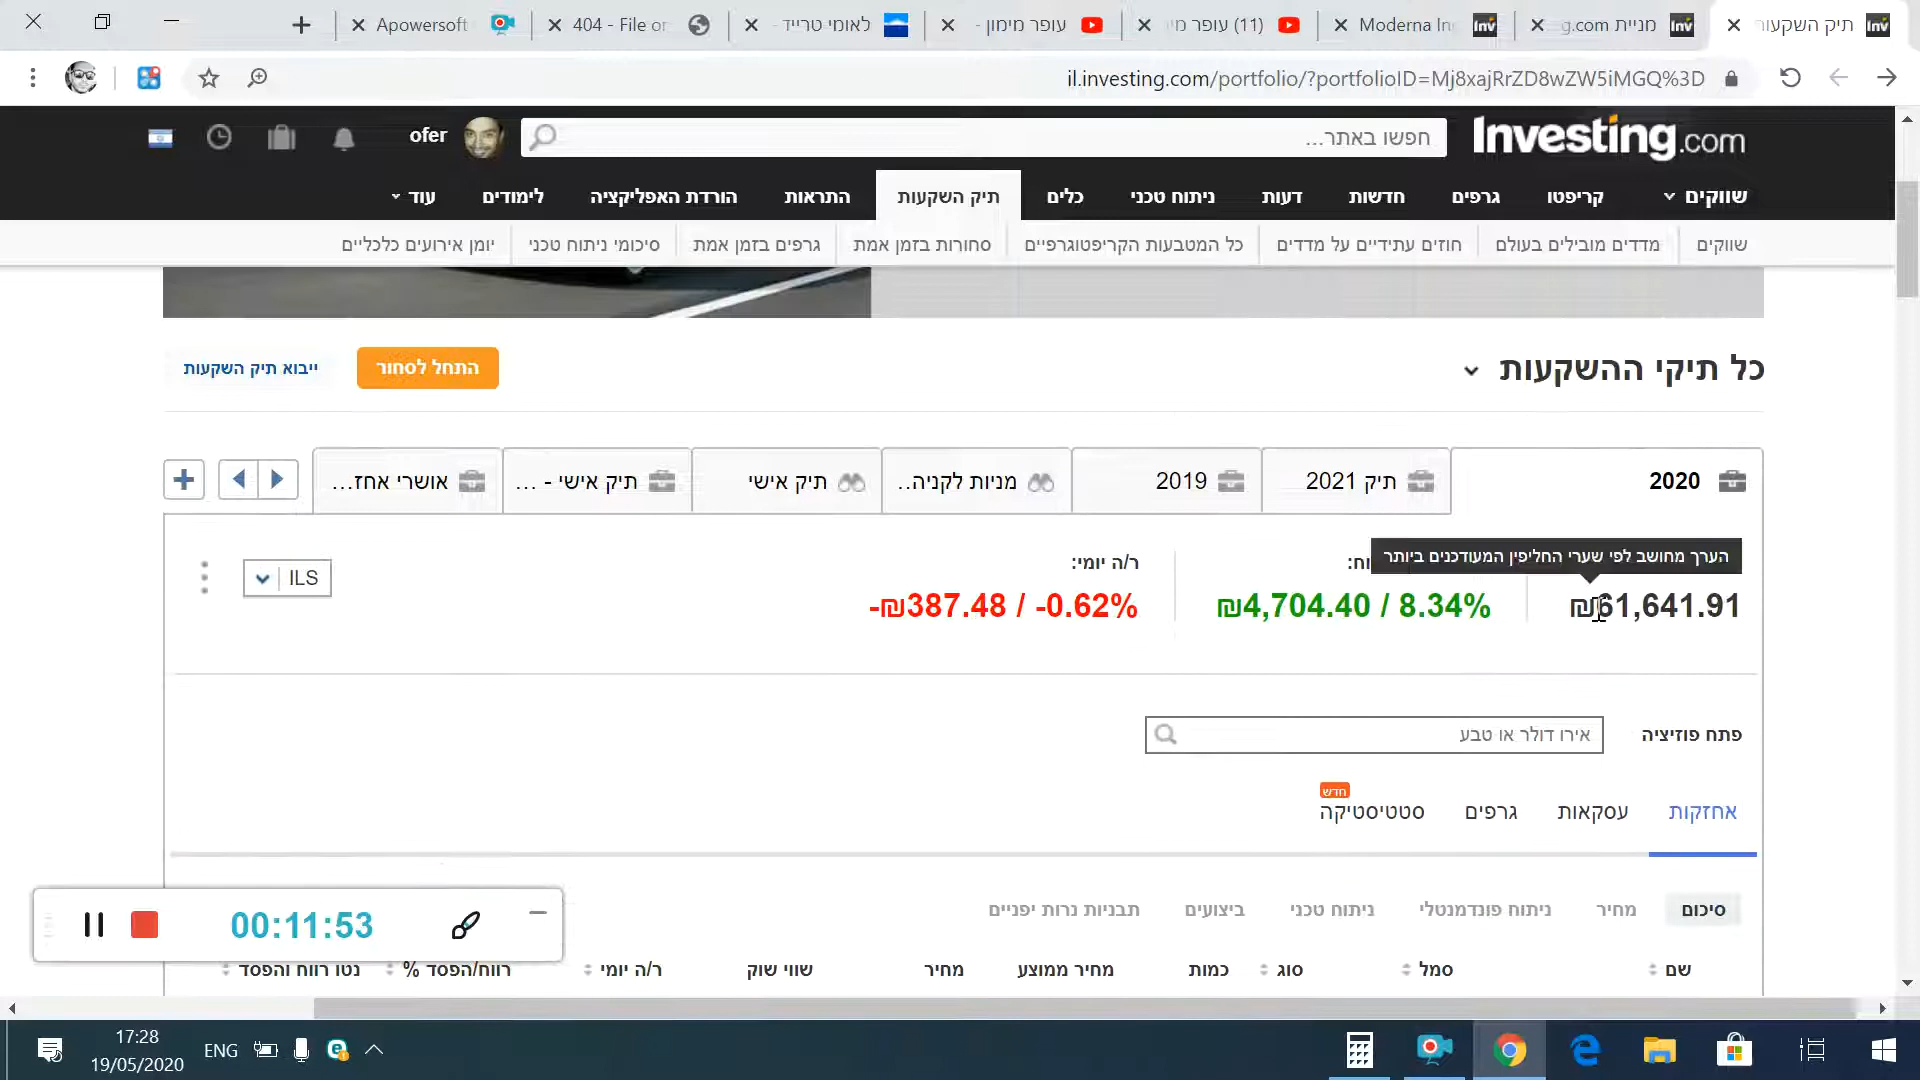 תיק השקעות
מניית g.com
Moderna In
(11) עופר מי
עופר מימון -
לאומי טרייד -
404 - File or
Apowersoft
il.investing.com/portfolio/?portfolioID=Mj8xajRrZD8wZW5iMGQ%3D
Investing.com
חפשו באתר...
ofer
שווקים
קריפטו
גרפים
חדשות
דעות
ניתוח טכני
כלים
תיק השקעות
התראות
הורדת האפליקציה
לימודים
עוד
שווקים
מדדים מובילים בעולם
חוזים עתידיים על מדדים
כל המטבעות הקריפטוגרפיים
סחורות בזמן אמת
גרפים בזמן אמת
סיכומי ניתוח טכני
יומן אירועים כלכליים
כל תיקי ההשקעות
התחל לסחור
ייבוא תיק השקעות
2020
תיק 2021
2019
מניות לקניה...
תיק אישי
תיק אישי - ...
אושרי אחז...
הערך מחושב לפי שערי החליפין המעודכנים ביותר
וח:
ר/ה יומי:
ILS
₪61,641.91
₪4,704.40 / 8.34%
-₪387.48 / -0.62%
פתח פוזיציה
אירו דולר או טבע
חדש
אחזקות
עסקאות
גרפים
סטטיסטיקה
סיכום
מחיר
ניתוח פונדמנטלי
ניתוח טכני
ביצועים
תבניות נרות יפניים
00:11:53
שם
סמל
סוג
כמות
מחיר ממוצע
מחיר
שווי שוק
ר/ה יומי
רווח/הפסד %
נטו רווח והפסד
17:28
19/05/2020
ENG